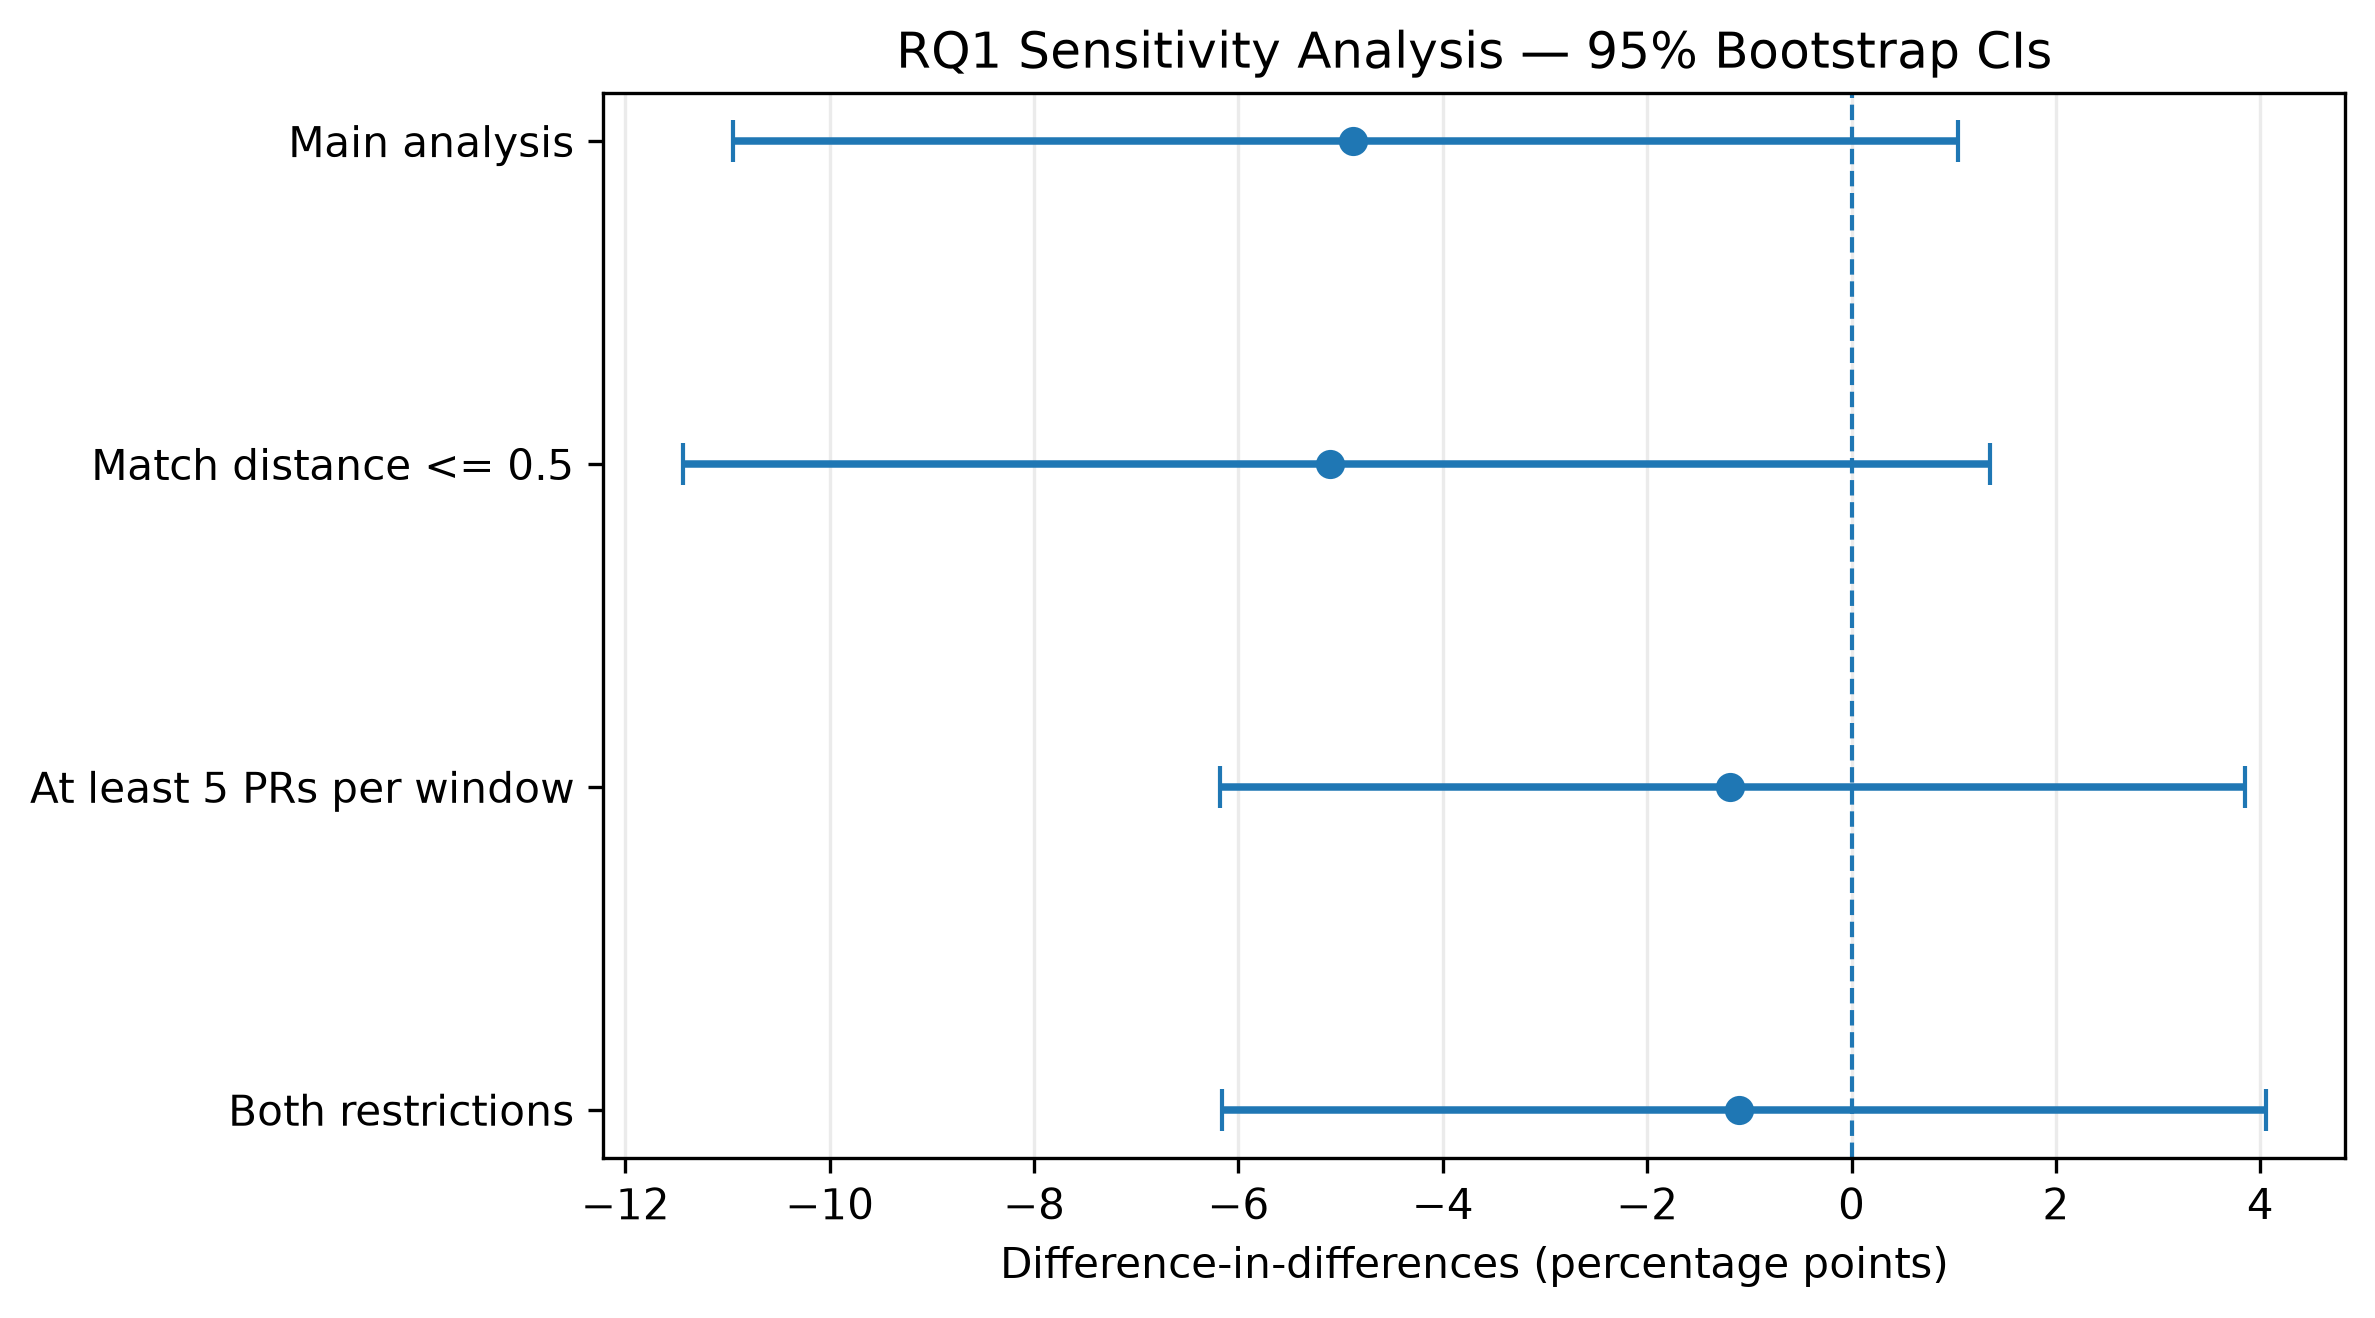 RQ1 Sensitivity Analysis — 95% Bootstrap CIs
Main analysis
Match distance <= 0.5
At least 5 PRs per window
Both restrictions
−12 −10 −8 −6 −4 −2 0 2 4
Difference-in-differences (percentage points)